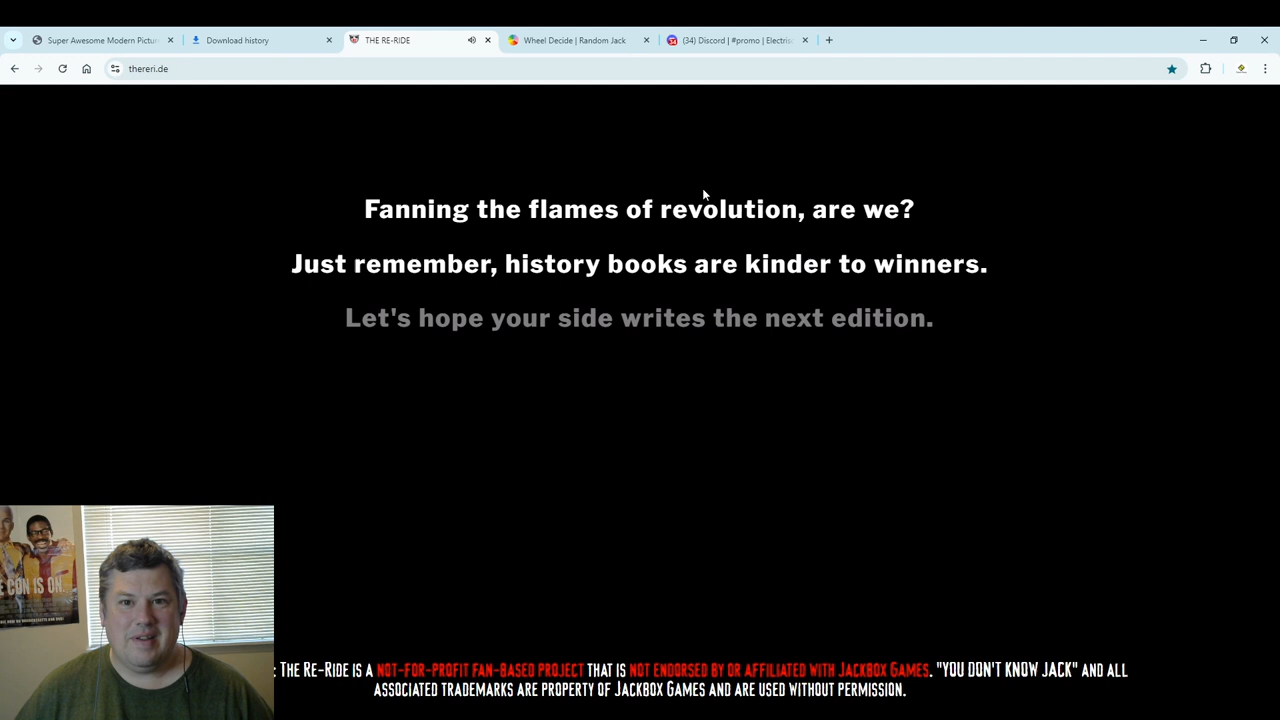 Super Awesome Modern Pictur
Download history
THE RE-RIDE
Wheel Decide | Random Jack
(34) Discord | #promo | Electris
thereri.de
Fanning the flames of revolution, are we?
Just remember, history books are kinder to winners.
Let's hope your side writes the next edition.
CON IS ON.
: THE RE-RIDE IS A NOT-FOR-PROFIT FAN-BASED PROJECT THAT IS NOT ENDORSED BY OR AFFILIATED WITH JACKBOX GAMES. "YOU DON'T KNOW JACK" AND ALL
ASSOCIATED TRADEMARKS ARE PROPERTY OF JACKBOX GAMES AND ARE USED WITHOUT PERMISSION.